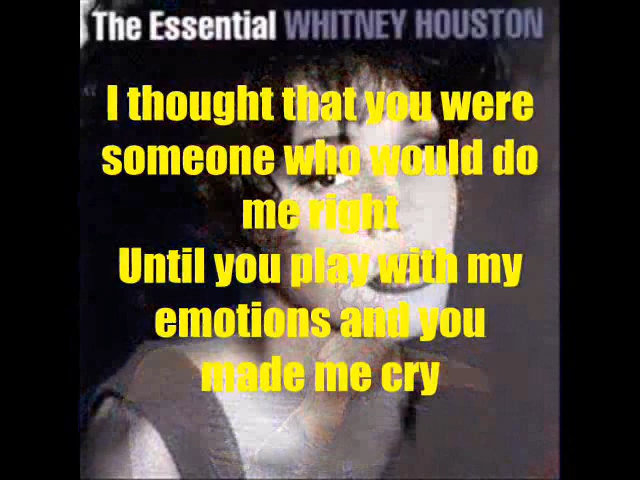 The Essential WHITNEY HOUSTON
I thought that you were
someone who would do
me right
Until you play with my
emotions and you
made me cry